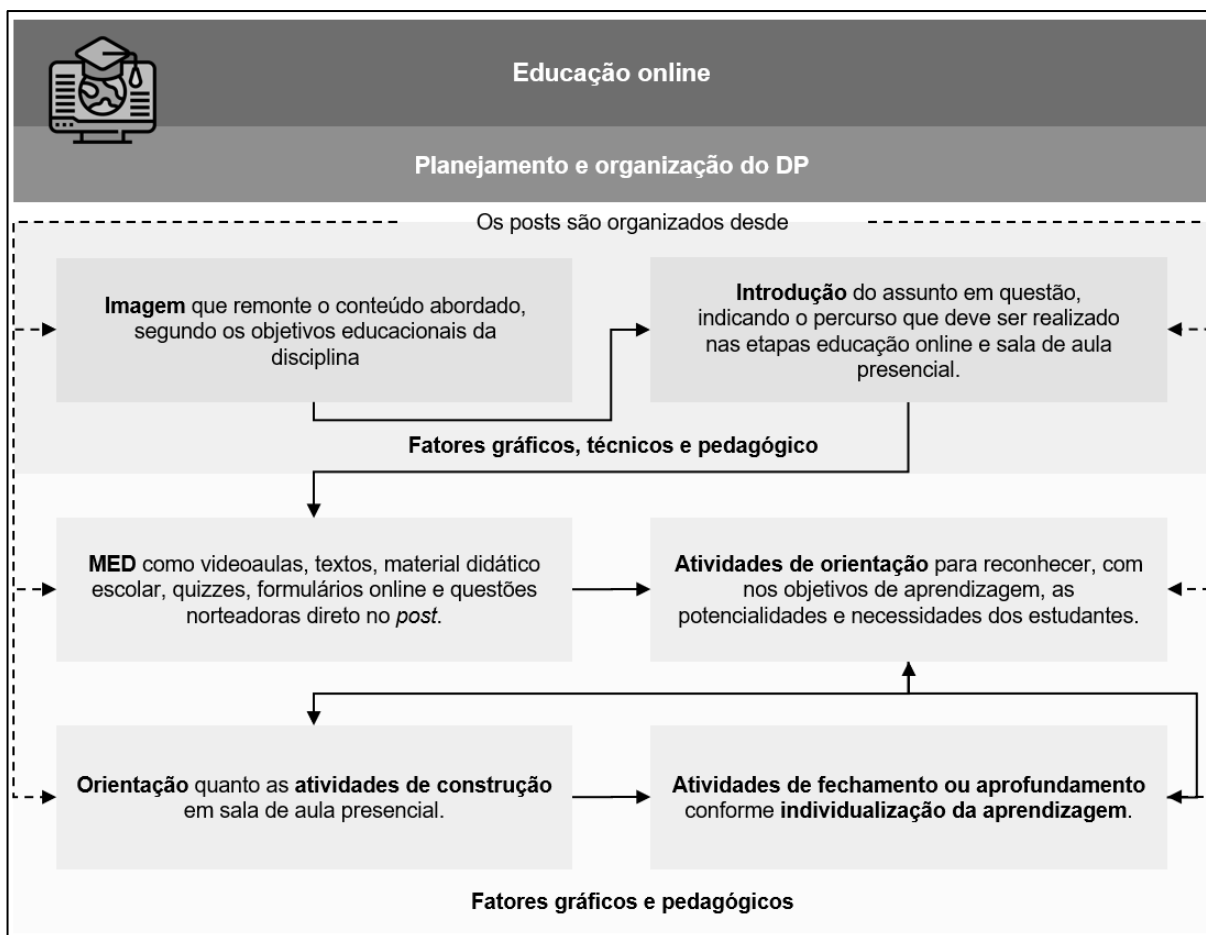 Educação online
Planejamento e organização do DP
Os posts são organizados desde
Imagem que remonte o conteúdo abordado,
segundo os objetivos educacionais da
disciplina
Introdução do assunto em questão,
indicando o percurso que deve ser realizado
nas etapas educação online e sala de aula
presencial.
Fatores gráficos, técnicos e pedagógico
MED como videoaulas, textos, material didático
escolar, quizzes, formulários online e questões
norteadoras direto no post.
Atividades de orientação para reconhecer, com
nos objetivos de aprendizagem, as
potencialidades e necessidades dos estudantes.
Orientação quanto as atividades de construção
em sala de aula presencial.
Atividades de fechamento ou aprofundamento
conforme individualização da aprendizagem.
Fatores gráficos e pedagógicos